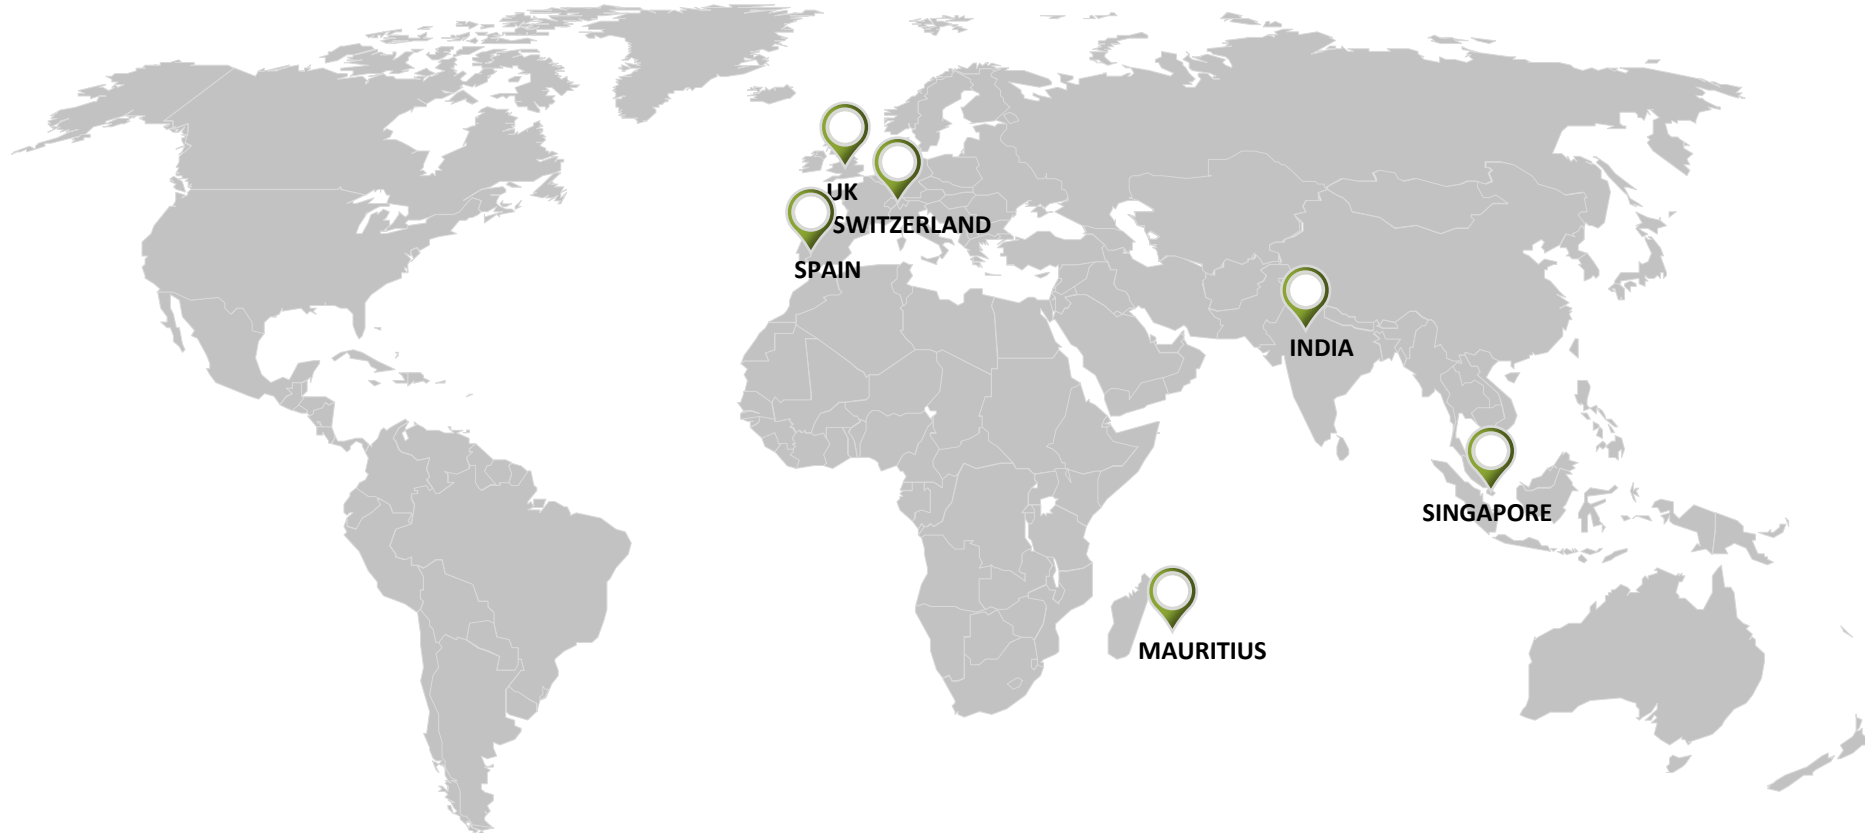 UK
SWITZERLAND
SPAIN
INDIA
SINGAPORE
MAURITIUS